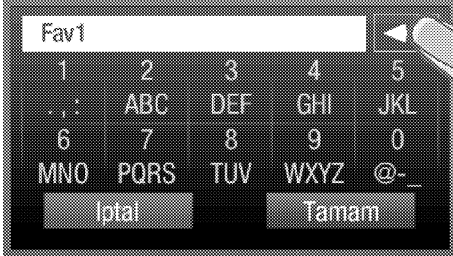 Fav1
1 2 3 4 5
.,: ABC DEF GHI JKL
6 7 8 9 0
MNO PQRS TUV WXYZ @-_
Iptal Tamam